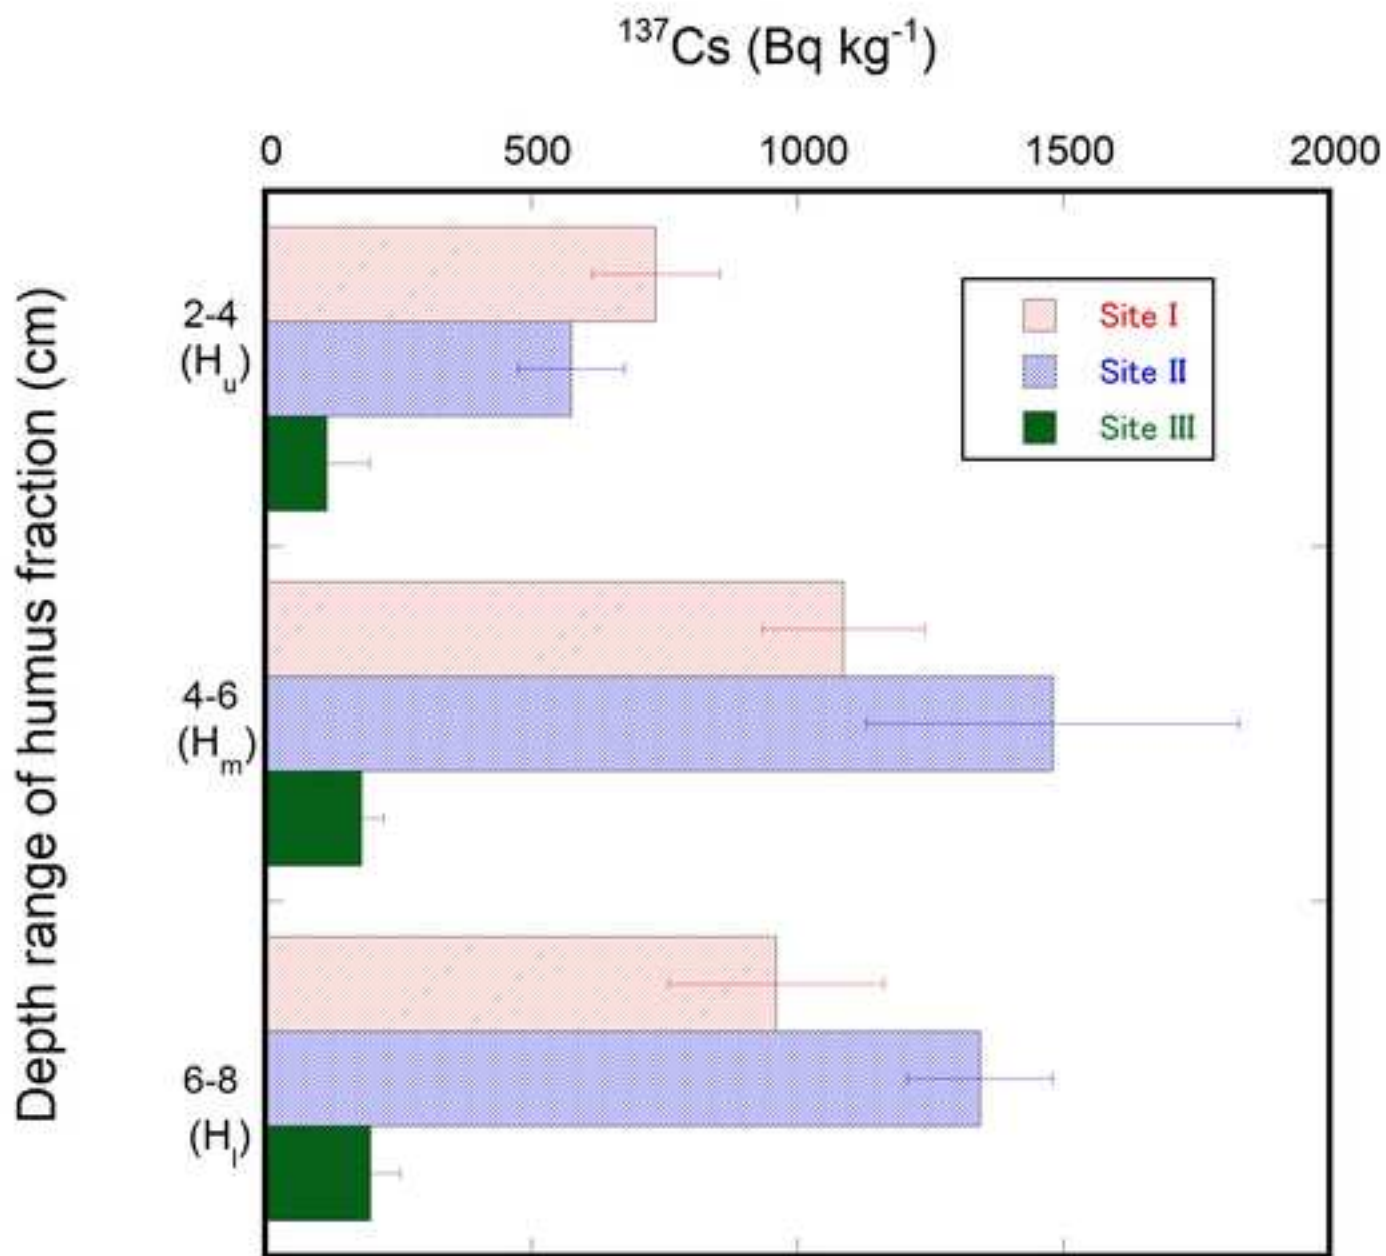 ¹³⁷Cs (Bq kg⁻¹)
0 500 1000 1500 2000
Depth range of humus fraction (cm)
2-4
(Hᵤ)
4-6
(Hₘ)
6-8
(Hₗ)
Site I
Site II
Site III